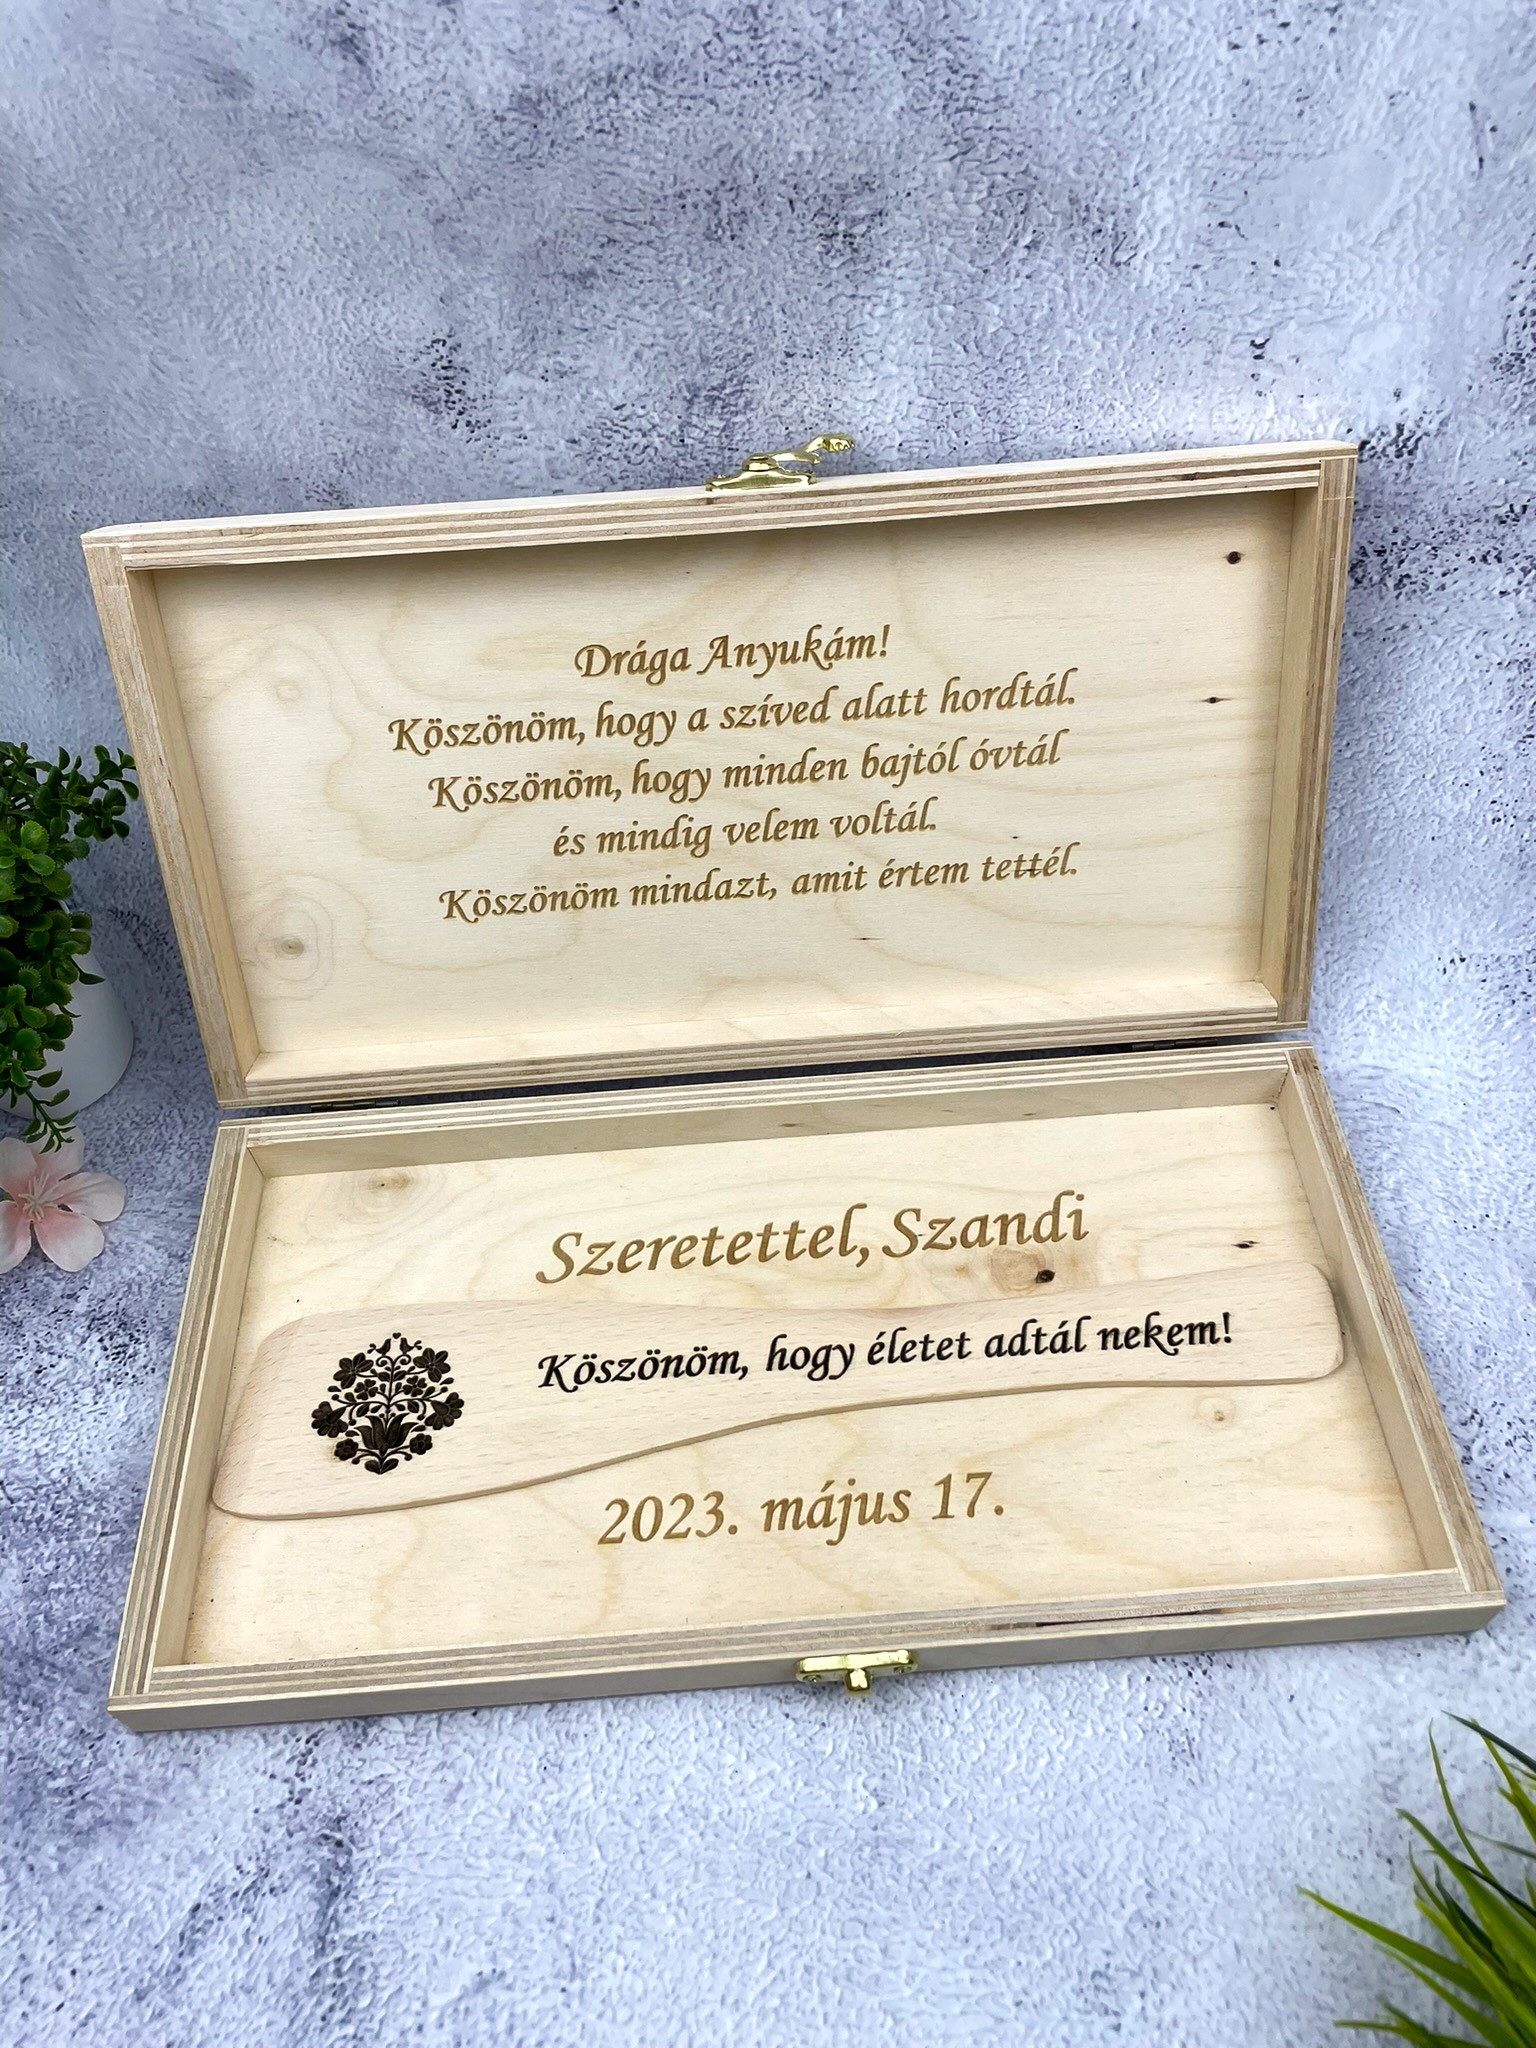 Drága Anyukám!
Köszönöm, hogy a szíved alatt hordtál.
Köszönöm, hogy minden bajtól óvtál
és mindig velem voltál.
Köszönöm mindazt, amit értem tettél.
Szeretettel, Szandi
Köszönöm, hogy életet adtál nekem!
2023. május 17.